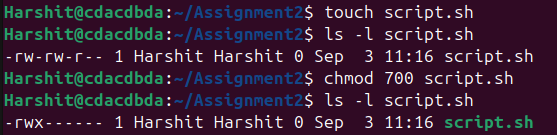 Harshit@cdacdbda:~/Assignment2$ touch script.sh
Harshit@cdacdbda:~/Assignment2$ ls -l script.sh
-rw-rw-r-- 1 Harshit Harshit 0 Sep  3 11:16 script.sh
Harshit@cdacdbda:~/Assignment2$ chmod 700 script.sh
Harshit@cdacdbda:~/Assignment2$ ls -l script.sh
-rwx------ 1 Harshit Harshit 0 Sep  3 11:16 script.sh